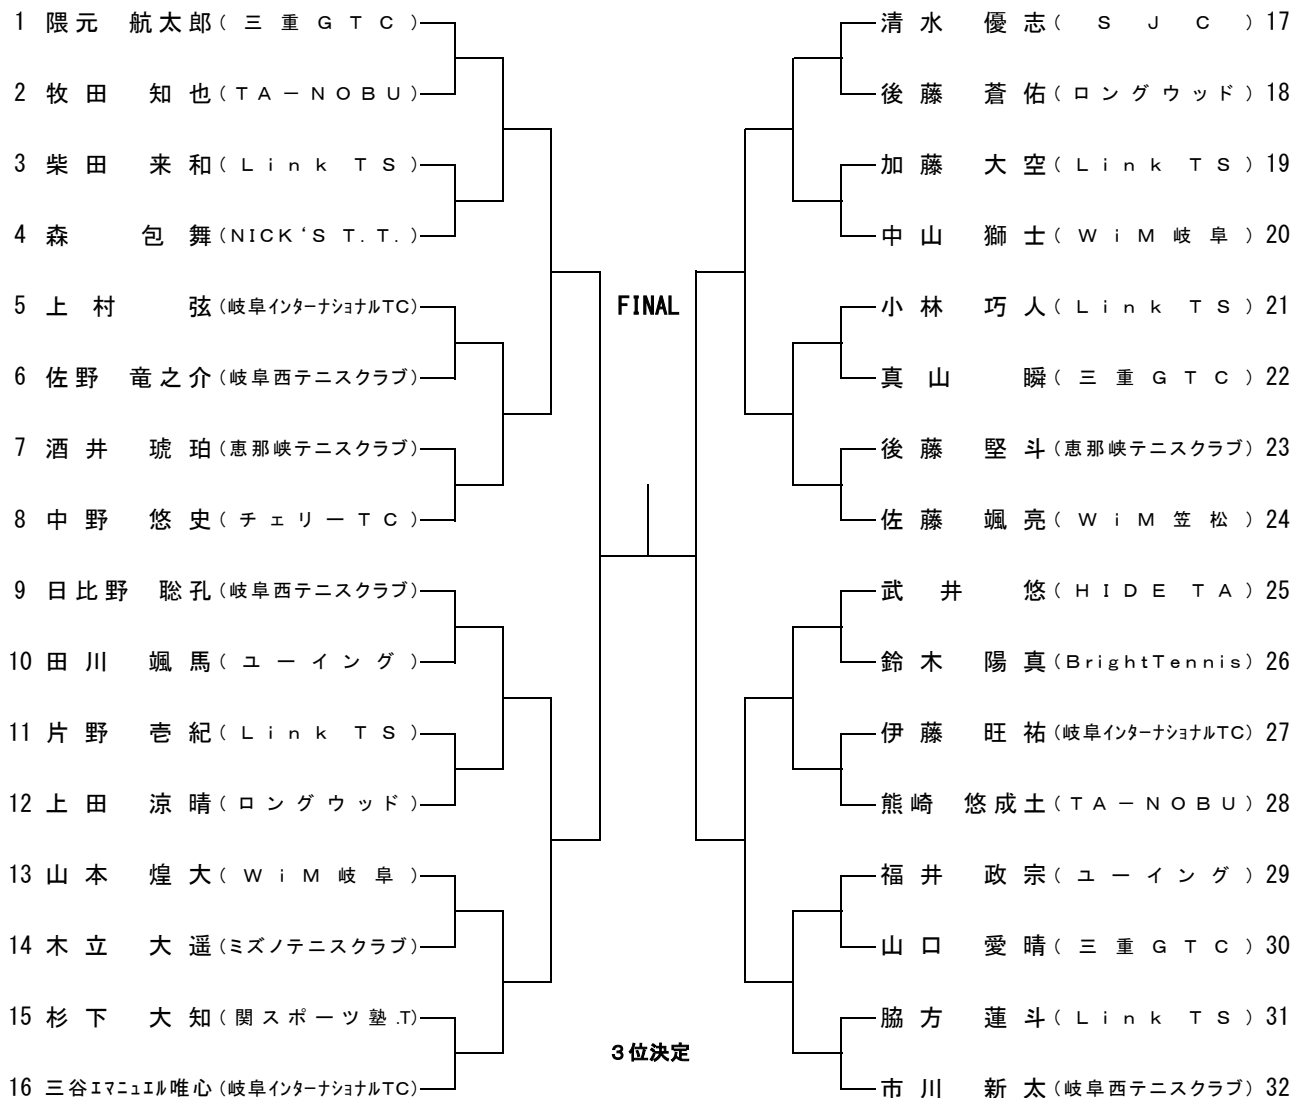 1 隈元 航太郎 (三重GTC)
2 牧田 知也 (TA-NOBU)
3 柴田 来和 (Link TS)
4 森 包舞 (NICK'S T.T.)
5 上村 弦 (岐阜インターナショナルTC)
6 佐野 竜之介 (岐阜西テニスクラブ)
7 酒井 琥珀 (恵那峡テニスクラブ)
8 中野 悠史 (チェリーTC)
9 日比野 聡孔 (岐阜西テニスクラブ)
10 田川 颯馬 (ユーイング)
11 片野 壱紀 (Link TS)
12 上田 涼晴 (ロングウッド)
13 山本 煌大 (WiM岐阜)
14 木立 大遥 (ミズノテニスクラブ)
15 杉下 大知 (関スポーツ塾.T)
16 三谷エマニュエル唯心 (岐阜インターナショナルTC)
FINAL
3位決定
清水 優志 (SJC) 17
後藤 蒼佑 (ロングウッド) 18
加藤 大空 (Link TS) 19
中山 獅士 (WiM岐阜) 20
小林 巧人 (Link TS) 21
真山 瞬 (三重GTC) 22
後藤 堅斗 (恵那峡テニスクラブ) 23
佐藤 颯亮 (WiM笠松) 24
武井 悠 (HIDE TA) 25
鈴木 陽真 (BrightTennis) 26
伊藤 旺祐 (岐阜インターナショナルTC) 27
熊崎 悠成土 (TA-NOBU) 28
福井 政宗 (ユーイング) 29
山口 愛晴 (三重GTC) 30
脇方 蓮斗 (Link TS) 31
市川 新太 (岐阜西テニスクラブ) 32